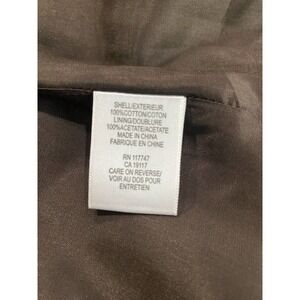 SHELL/EXTERIEUR
100%COTTON/COTON
LINING/DOUBLURE
100%ACETATE/ACETATE
MADE IN CHINA
FABRIQUE EN CHINE
RN 117747
CA 19117
CARE ON REVERSE/
VOIR AU DOS POUR
ENTRETIEN